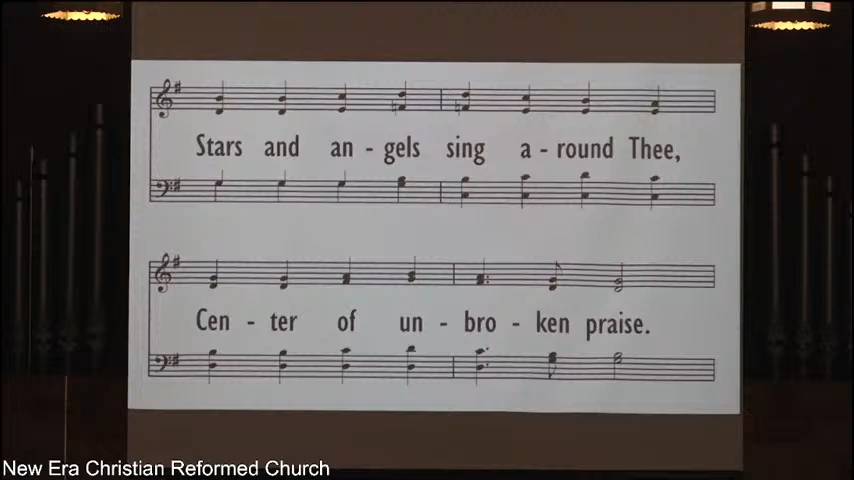 Stars and an - gels sing a - round Thee,
Cen - ter of un - bro - ken praise.
New Era Christian Reformed Church